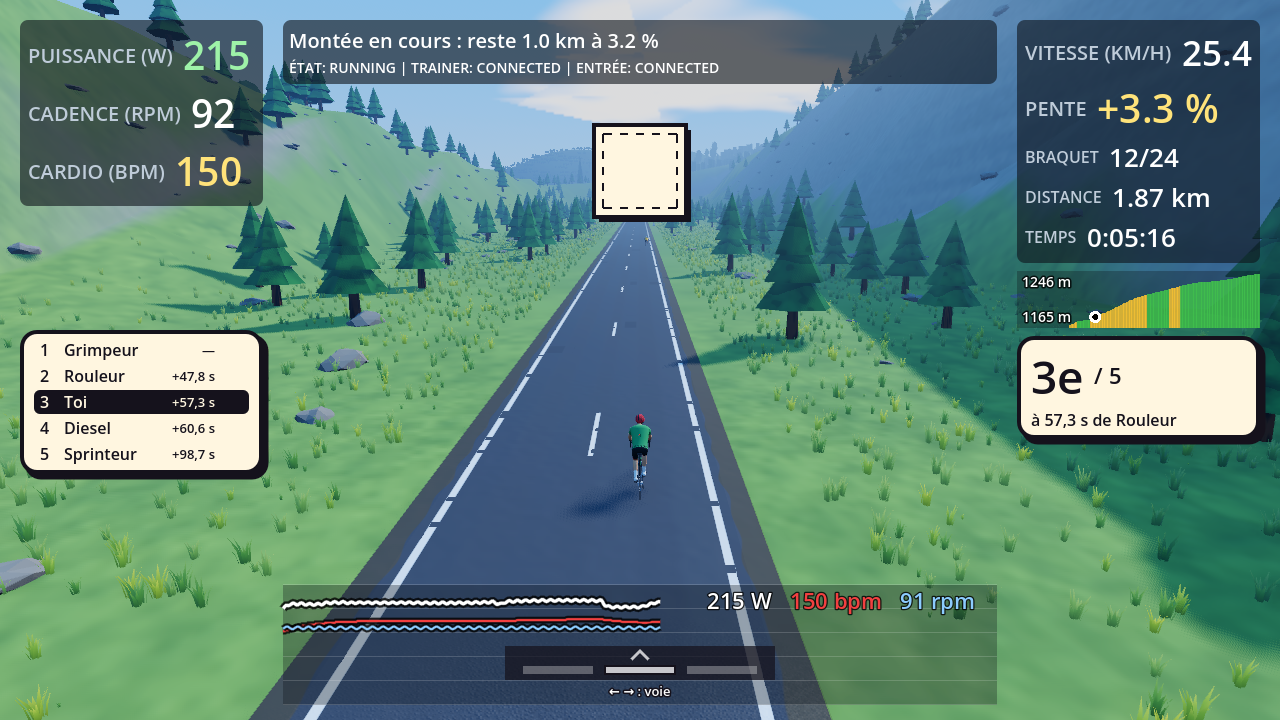 PUISSANCE (W) 215
CADENCE (RPM) 92
CARDIO (BPM) 150
Montée en cours : reste 1.0 km à 3.2 %
ÉTAT: RUNNING | TRAINER: CONNECTED | ENTRÉE: CONNECTED
VITESSE (KM/H) 25.4
PENTE +3.3 %
BRAQUET 12/24
DISTANCE 1.87 km
TEMPS 0:05:16
1246 m
1165 m
1 Grimpeur —
2 Rouleur +47,8 s
3 Toi +57,3 s
4 Diesel +60,6 s
5 Sprinteur +98,7 s
3e / 5
à 57,3 s de Rouleur
215 W 150 bpm 91 rpm
← → : voie